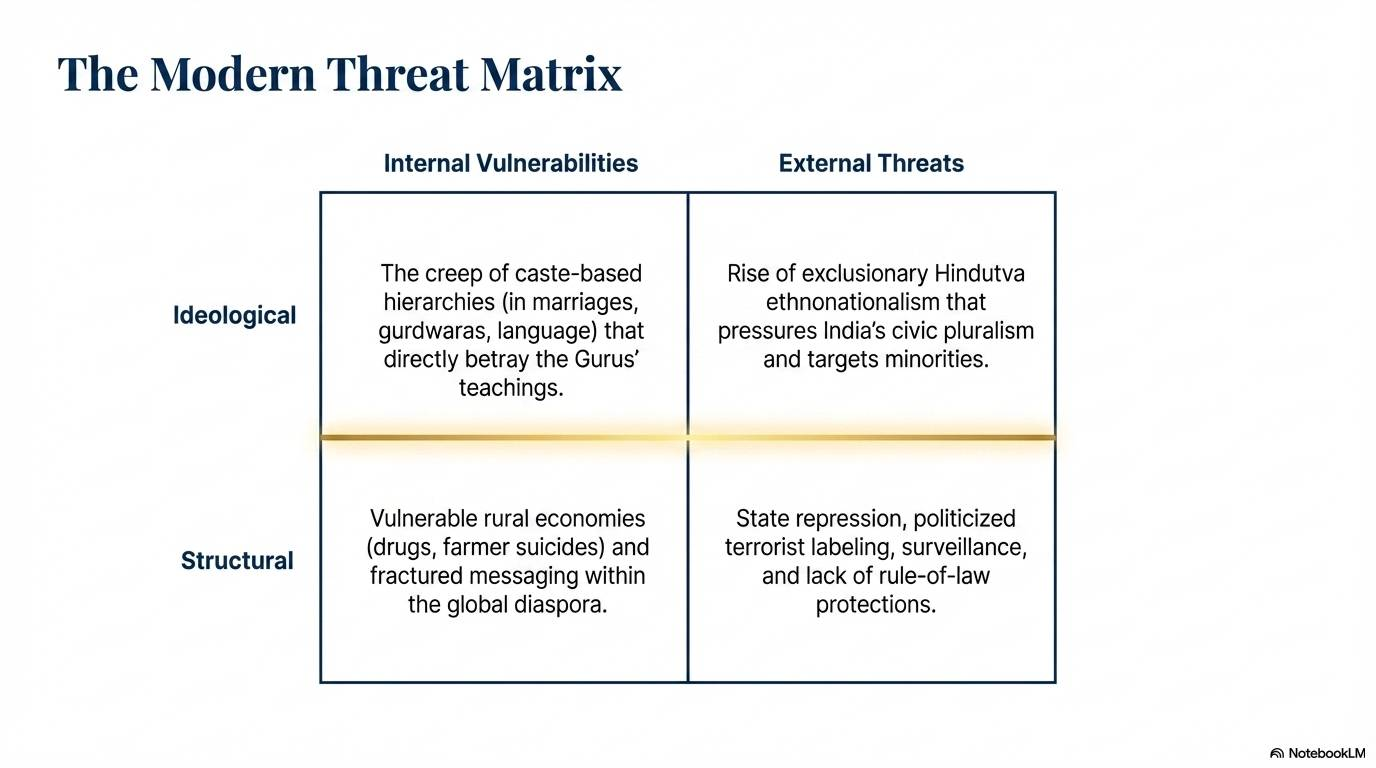 The Modern Threat Matrix
Internal Vulnerabilities
External Threats
Ideological
The creep of caste-based
hierarchies (in marriages,
gurdwaras, language) that
directly betray the Gurus’
teachings.
Rise of exclusionary Hindutva
ethnonationalism that
pressures India’s civic pluralism
and targets minorities.
Structural
Vulnerable rural economies
(drugs, farmer suicides) and
fractured messaging within
the global diaspora.
State repression, politicized
terrorist labeling, surveillance,
and lack of rule-of-law
protections.
NotebookLM